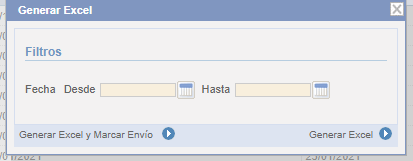 Generar Excel
Filtros
Fecha Desde Hasta
Generar Excel y Marcar Envío Generar Excel